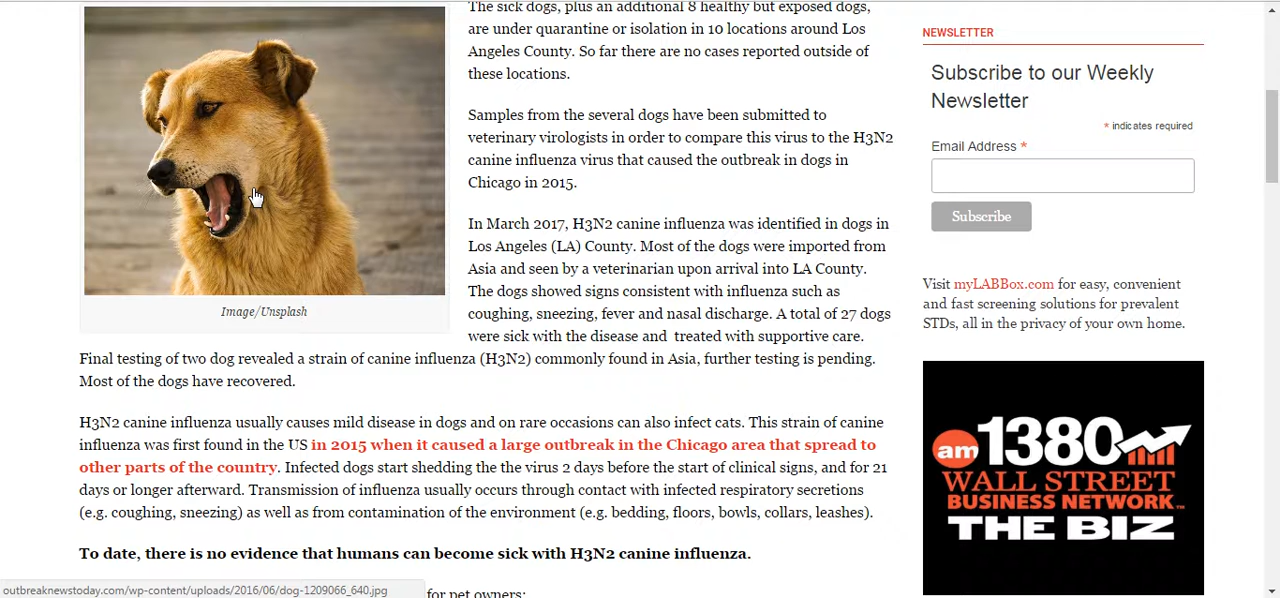 The sick dogs, plus an additional 8 healthy but exposed dogs,
are under quarantine or isolation in 10 locations around Los
Angeles County. So far there are no cases reported outside of
these locations.
Samples from the several dogs have been submitted to
veterinary virologists in order to compare this virus to the H3N2
canine influenza virus that caused the outbreak in dogs in
Chicago in 2015.
In March 2017, H3N2 canine influenza was identified in dogs in
Los Angeles (LA) County. Most of the dogs were imported from
Asia and seen by a veterinarian upon arrival into LA County.
The dogs showed signs consistent with influenza such as
coughing, sneezing, fever and nasal discharge. A total of 27 dogs
were sick with the disease and treated with supportive care.
Image/Unsplash
Final testing of two dog revealed a strain of canine influenza (H3N2) commonly found in Asia, further testing is pending.
Most of the dogs have recovered.
H3N2 canine influenza usually causes mild disease in dogs and on rare occasions can also infect cats. This strain of canine
influenza was first found in the US in 2015 when it caused a large outbreak in the Chicago area that spread to
other parts of the country. Infected dogs start shedding the the virus 2 days before the start of clinical signs, and for 21
days or longer afterward. Transmission of influenza usually occurs through contact with infected respiratory secretions
(e.g. coughing, sneezing) as well as from contamination of the environment (e.g. bedding, floors, bowls, collars, leashes).
To date, there is no evidence that humans can become sick with H3N2 canine influenza.
for pet owners:
outbreaknewstoday.com/wp-content/uploads/2016/06/dog-1209066_640.jpg
NEWSLETTER
Subscribe to our Weekly
Newsletter
* indicates required
Email Address *
Subscribe
Visit myLABBox.com for easy, convenient
and fast screening solutions for prevalent
STDs, all in the privacy of your own home.
am 1380
WALL STREET
BUSINESS NETWORK™
THE BIZ